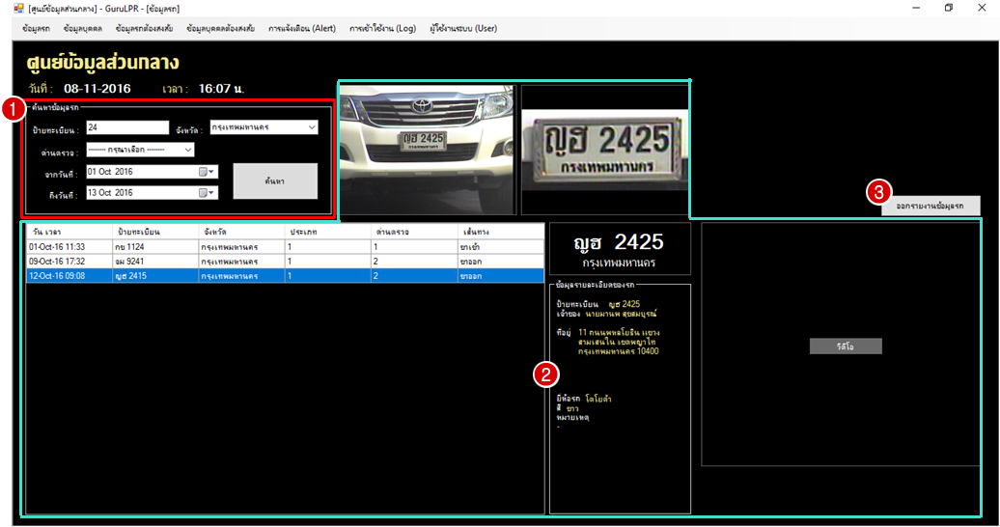 [ศูนย์ข้อมูลส่วนกลาง] - GuruLPR - [ข้อมูลรถ]
ข้อมูลรถ ข้อมูลบุคคล ข้อมูลรถต้องสงสัย ข้อมูลบุคคลต้องสงสัย การแจ้งเตือน (Alert) การเข้าใช้งาน (Log) ผู้ใช้งานระบบ (User)
ศูนย์ข้อมูลส่วนกลาง
วันที่ : 08-11-2016 เวลา : 16:07 น.
1
ค้นหาข้อมูลรถ
ป้ายทะเบียน : 24 จังหวัด : กรุงเทพมหานคร
ด่านตรวจ : ------- กรุณาเลือก -------
จากวันที่ : 01 Oct 2016
ถึงวันที่ : 13 Oct 2016
ค้นหา
ญฮ 2425
กรุงเทพมหานคร
ญฮ 2425
กรุงเทพมหานคร
3
ออกรายงานข้อมูลรถ
วัน เวลา ป้ายทะเบียน จังหวัด ประเภท ด่านตรวจ เส้นทาง
01-Oct-16 11:33 กข 1124 กรุงเทพมหานคร 1 1 ขาเข้า
09-Oct-16 17:32 จม 9241 กรุงเทพมหานคร 1 2 ขาออก
12-Oct-16 09:08 ญฮ 2415 กรุงเทพมหานคร 1 2 ขาออก
ญฮ 2425
กรุงเทพมหานคร
2
ข้อมูลรายละเอียดของรถ
ป้ายทะเบียน ญฮ 2425
เจ้าของ นายมานพ สุขสมบูรณ์
ที่อยู่ 11 ถนนพหลโยธิน แขวง
สามเสนใน เขตพญาไท
กรุงเทพมหานคร 10400
ยี่ห้อรถ โตโยต้า
สี ขาว
หมายเหตุ
-
วีดีโอ